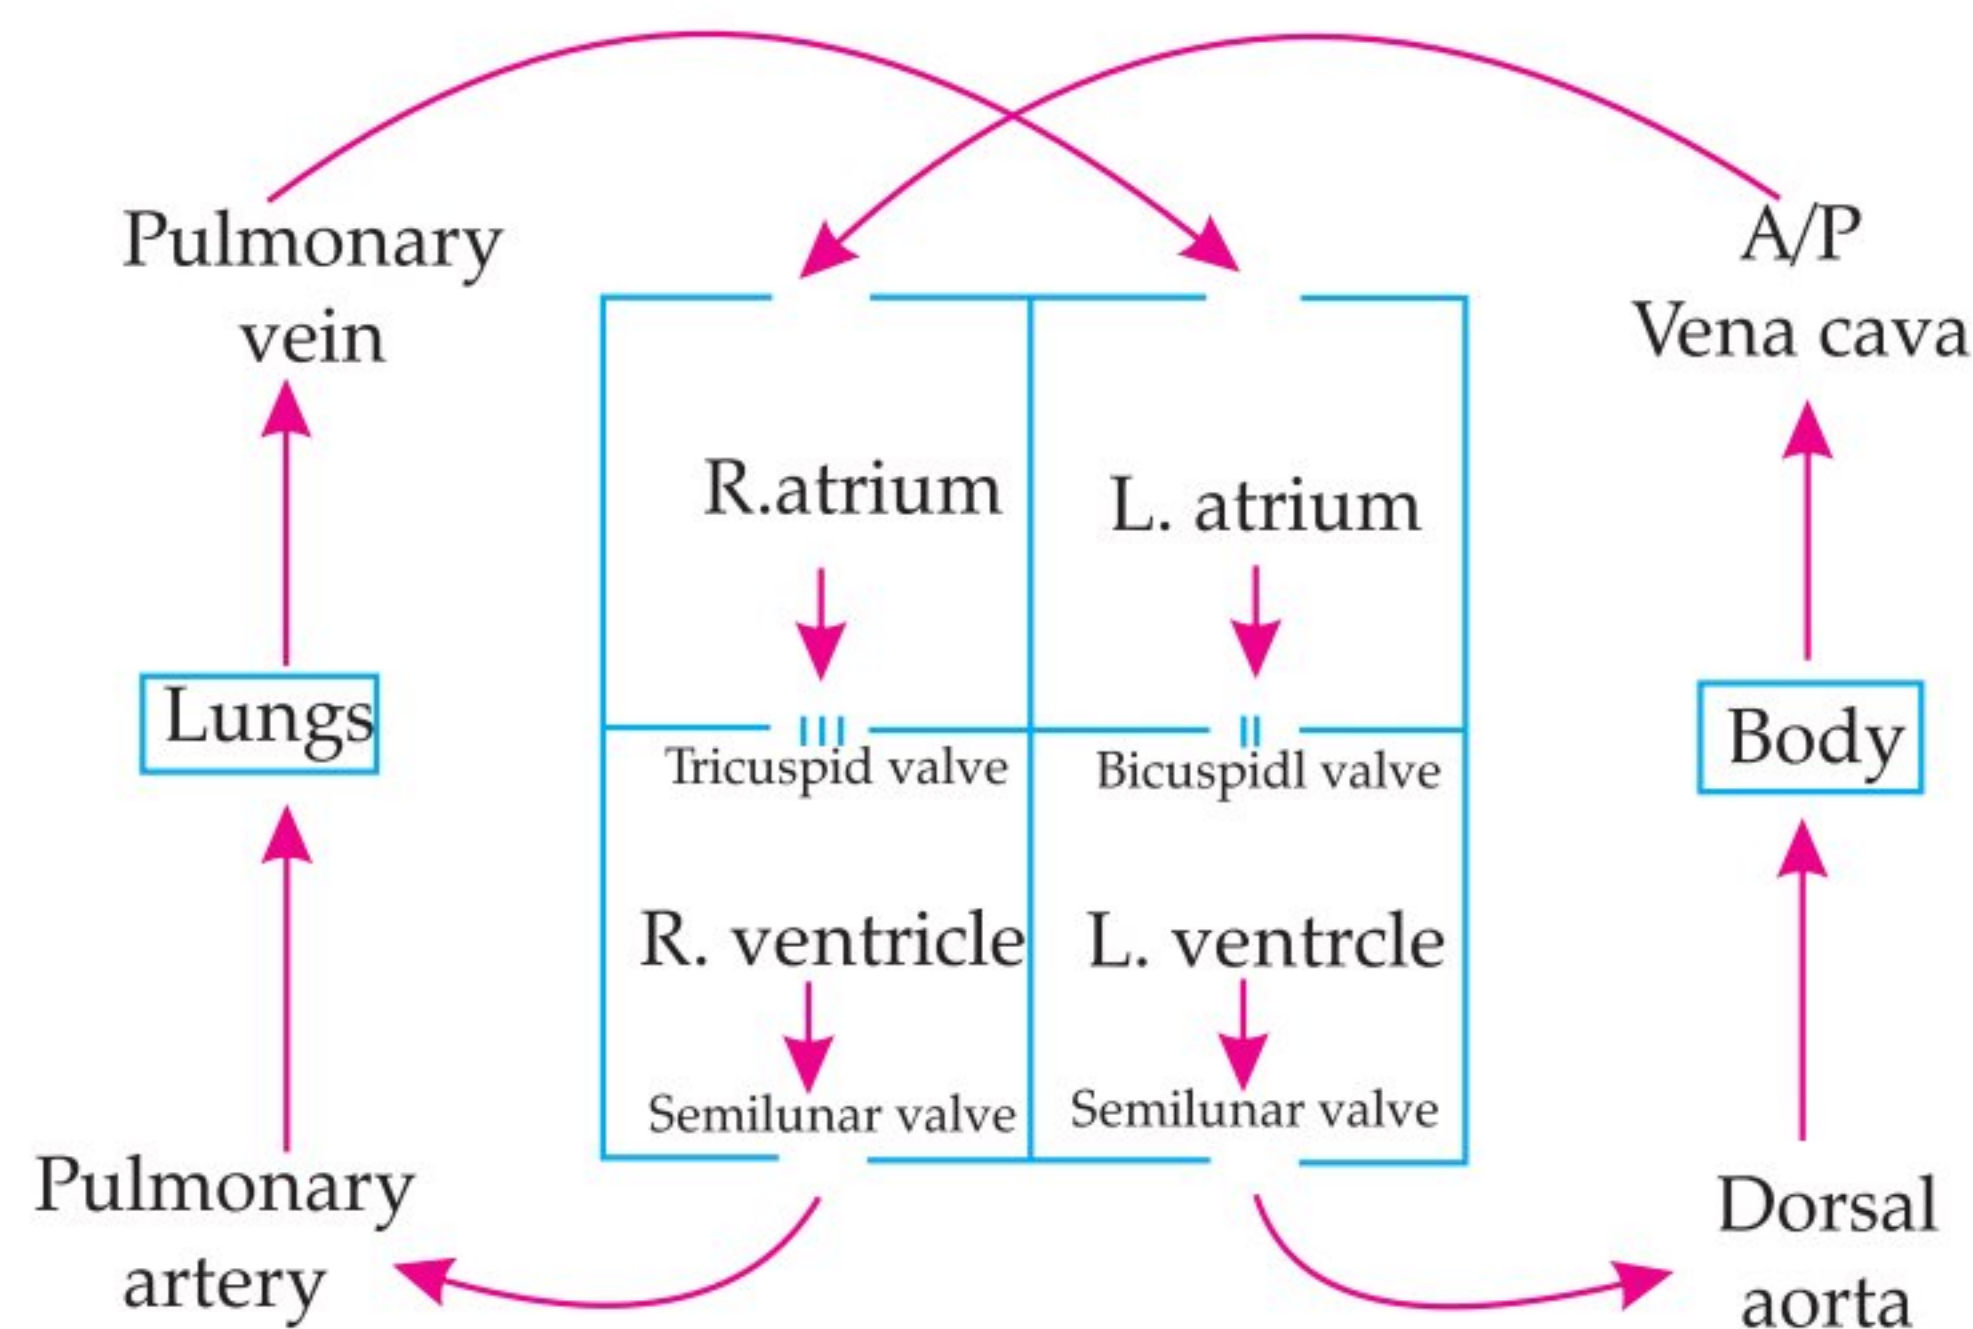 Pulmonary
vein
A/P
Vena cava
R.atrium
L. atrium
Lungs
Tricuspid valve
Bicuspidl valve
Body
R. ventricle
L. ventrcle
Semilunar valve
Semilunar valve
Pulmonary
artery
Dorsal
aorta